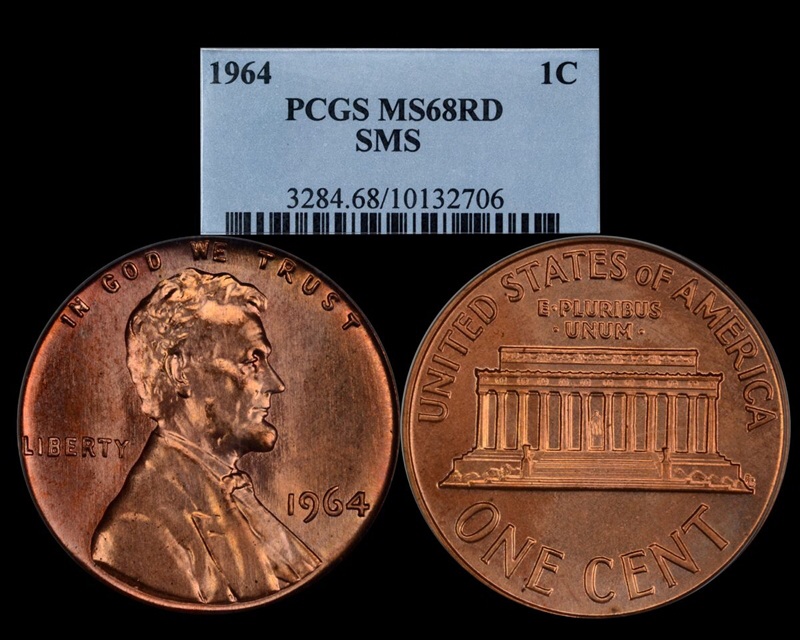 1964 1C
PCGS MS68RD
SMS
3284.68/10132706
IN GOD WE TRUST
LIBERTY
1964
UNITED STATES OF AMERICA
E·PLURIBUS
·UNUM·
ONE CENT